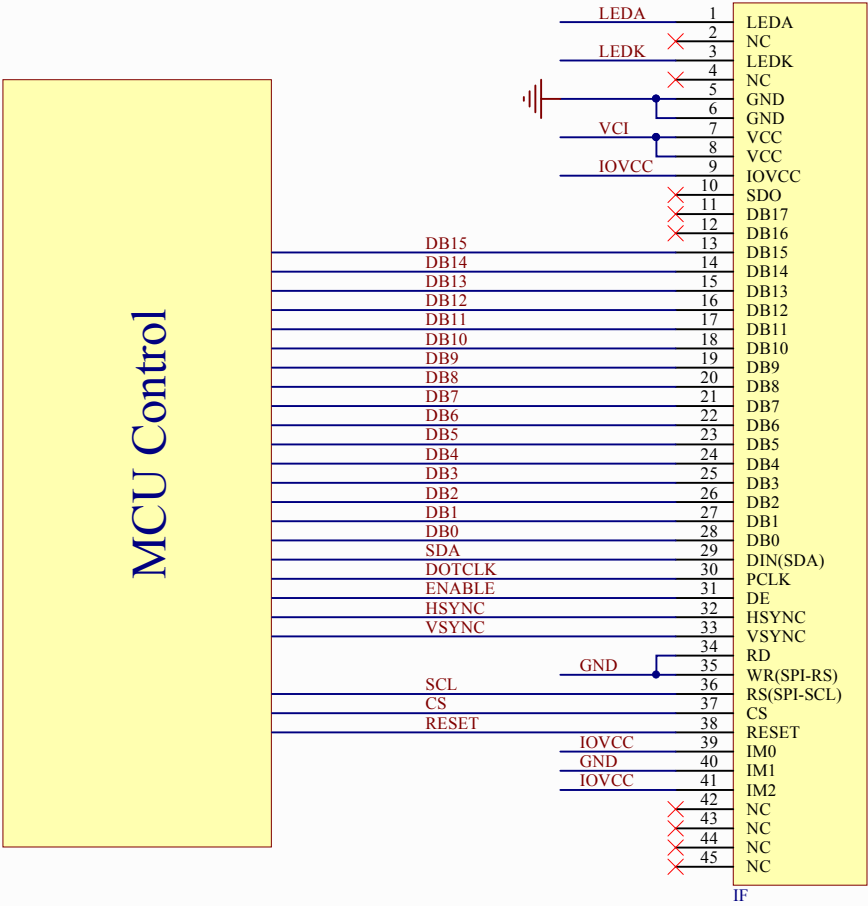 MCU Control
LEDA 1 LEDA
2 NC
LEDK 3 LEDK
4 NC
5 GND
6 GND
VCI 7 VCC
8 VCC
IOVCC 9 IOVCC
10 SDO
11 DB17
12 DB16
DB15 13 DB15
DB14 14 DB14
DB13 15 DB13
DB12 16 DB12
DB11 17 DB11
DB10 18 DB10
DB9 19 DB9
DB8 20 DB8
DB7 21 DB7
DB6 22 DB6
DB5 23 DB5
DB4 24 DB4
DB3 25 DB3
DB2 26 DB2
DB1 27 DB1
DB0 28 DB0
SDA 29 DIN(SDA)
DOTCLK 30 PCLK
ENABLE 31 DE
HSYNC 32 HSYNC
VSYNC 33 VSYNC
34 RD
GND 35 WR(SPI-RS)
SCL 36 RS(SPI-SCL)
CS 37 CS
RESET 38 RESET
IOVCC 39 IM0
GND 40 IM1
IOVCC 41 IM2
42 NC
43 NC
44 NC
45 NC
IF